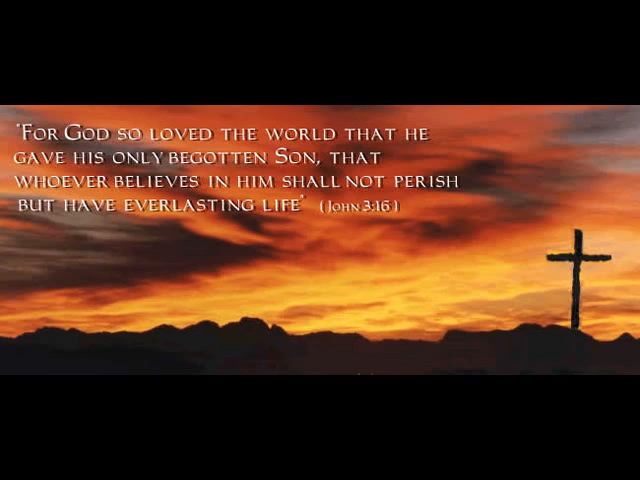 "For God so loved the world that he
gave his only begotten Son, that
whoever believes in him shall not perish
but have everlasting life" (John 3:16)